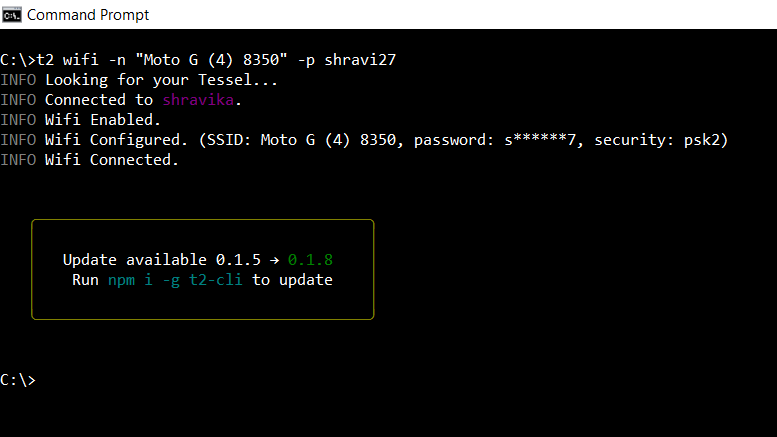 Command Prompt
C:\>t2 wifi -n "Moto G (4) 8350" -p shravi27
INFO Looking for your Tessel...
INFO Connected to shravika.
INFO Wifi Enabled.
INFO Wifi Configured. (SSID: Moto G (4) 8350, password: s******7, security: psk2)
INFO Wifi Connected.
Update available 0.1.5 → 0.1.8
Run npm i -g t2-cli to update
C:\>